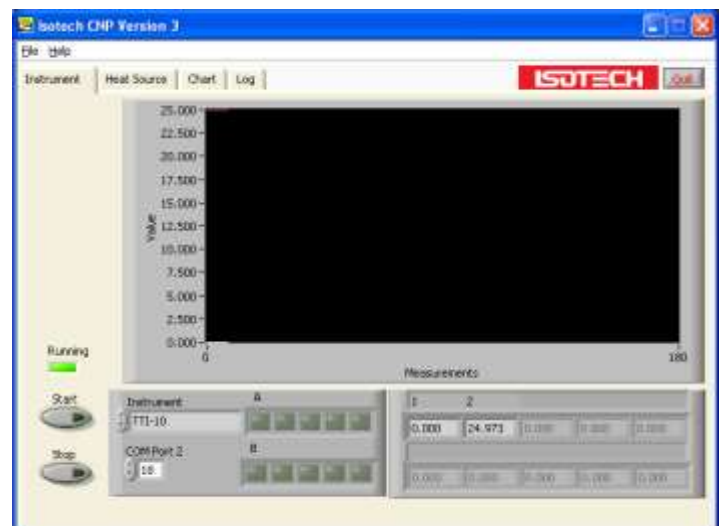 Isotech CNP Version 3
File Help
Instrument Heat Source Chart Log
ISOTECH
Quit
25.000
22.500
20.000
17.500
15.000
12.500
10.000
7.500
5.000
2.500
0.000
Value
0 180
Measurements
Running
Start
Stop
Instrument A
TTI-10
COM Port 2 B
10
1 2
0.000 24.973 0.000 0.000 0.000
0.000 0.000 0.000 0.000 0.000